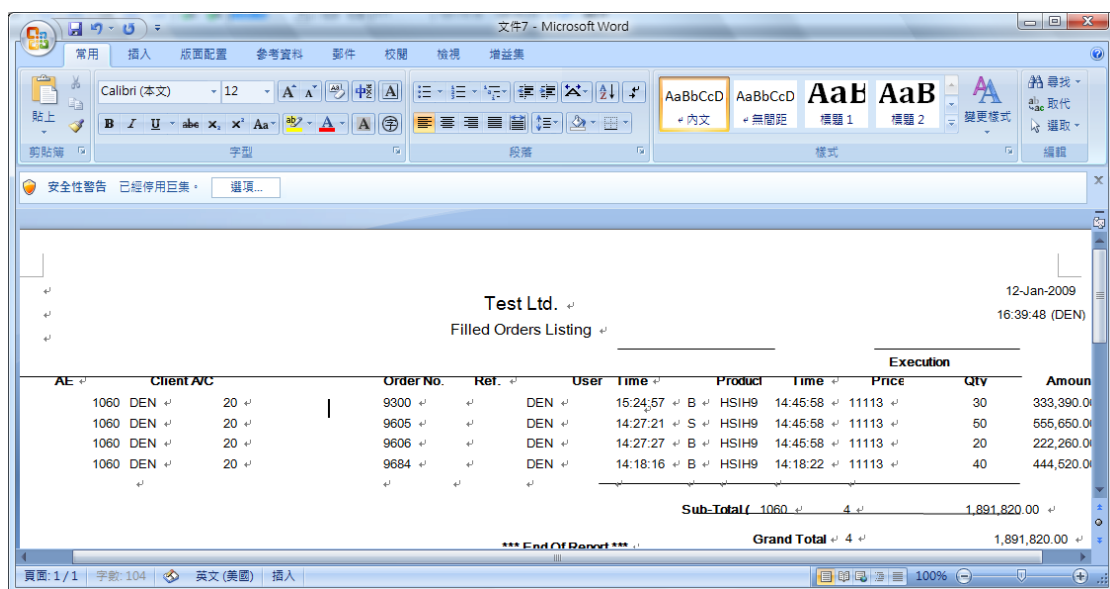 文件7 - Microsoft Word
常用 插入 版面配置 參考資料 郵件 校閱 檢視 增益集
Calibri (本文) 12
貼上
B I U abc X₂ X² Aa ab A A 字
AaBbCcD AaBbCcD AaB AaB
內文 無間距 標題 1 標題 2
變更樣式
尋找
取代
選取
剪貼簿 字型 段落 樣式 編輯
安全性警告 已經停用巨集。 選項...
12-Jan-2009
Test Ltd.
16:39:48 (DEN)
Filled Orders Listing
Execution
AE Client A/C Order No. Ref. User Time Product Time Price Qty Amoun
1060 DEN 20 9300 DEN 15:24:57 B HSIH9 14:45:58 11113 30 333,390.0
1060 DEN 20 9605 DEN 14:27:21 S HSIH9 14:45:58 11113 50 555,650.0
1060 DEN 20 9606 DEN 14:27:27 B HSIH9 14:45:58 11113 20 222,260.0
1060 DEN 20 9684 DEN 14:18:16 B HSIH9 14:18:22 11113 40 444,520.0
Sub-Total ( 1060 4 1,891,820.00
Grand Total 4 1,891,820.00
*** End Of Report ***
頁面: 1/1 字數: 104 英文 (美國) 插入 100%